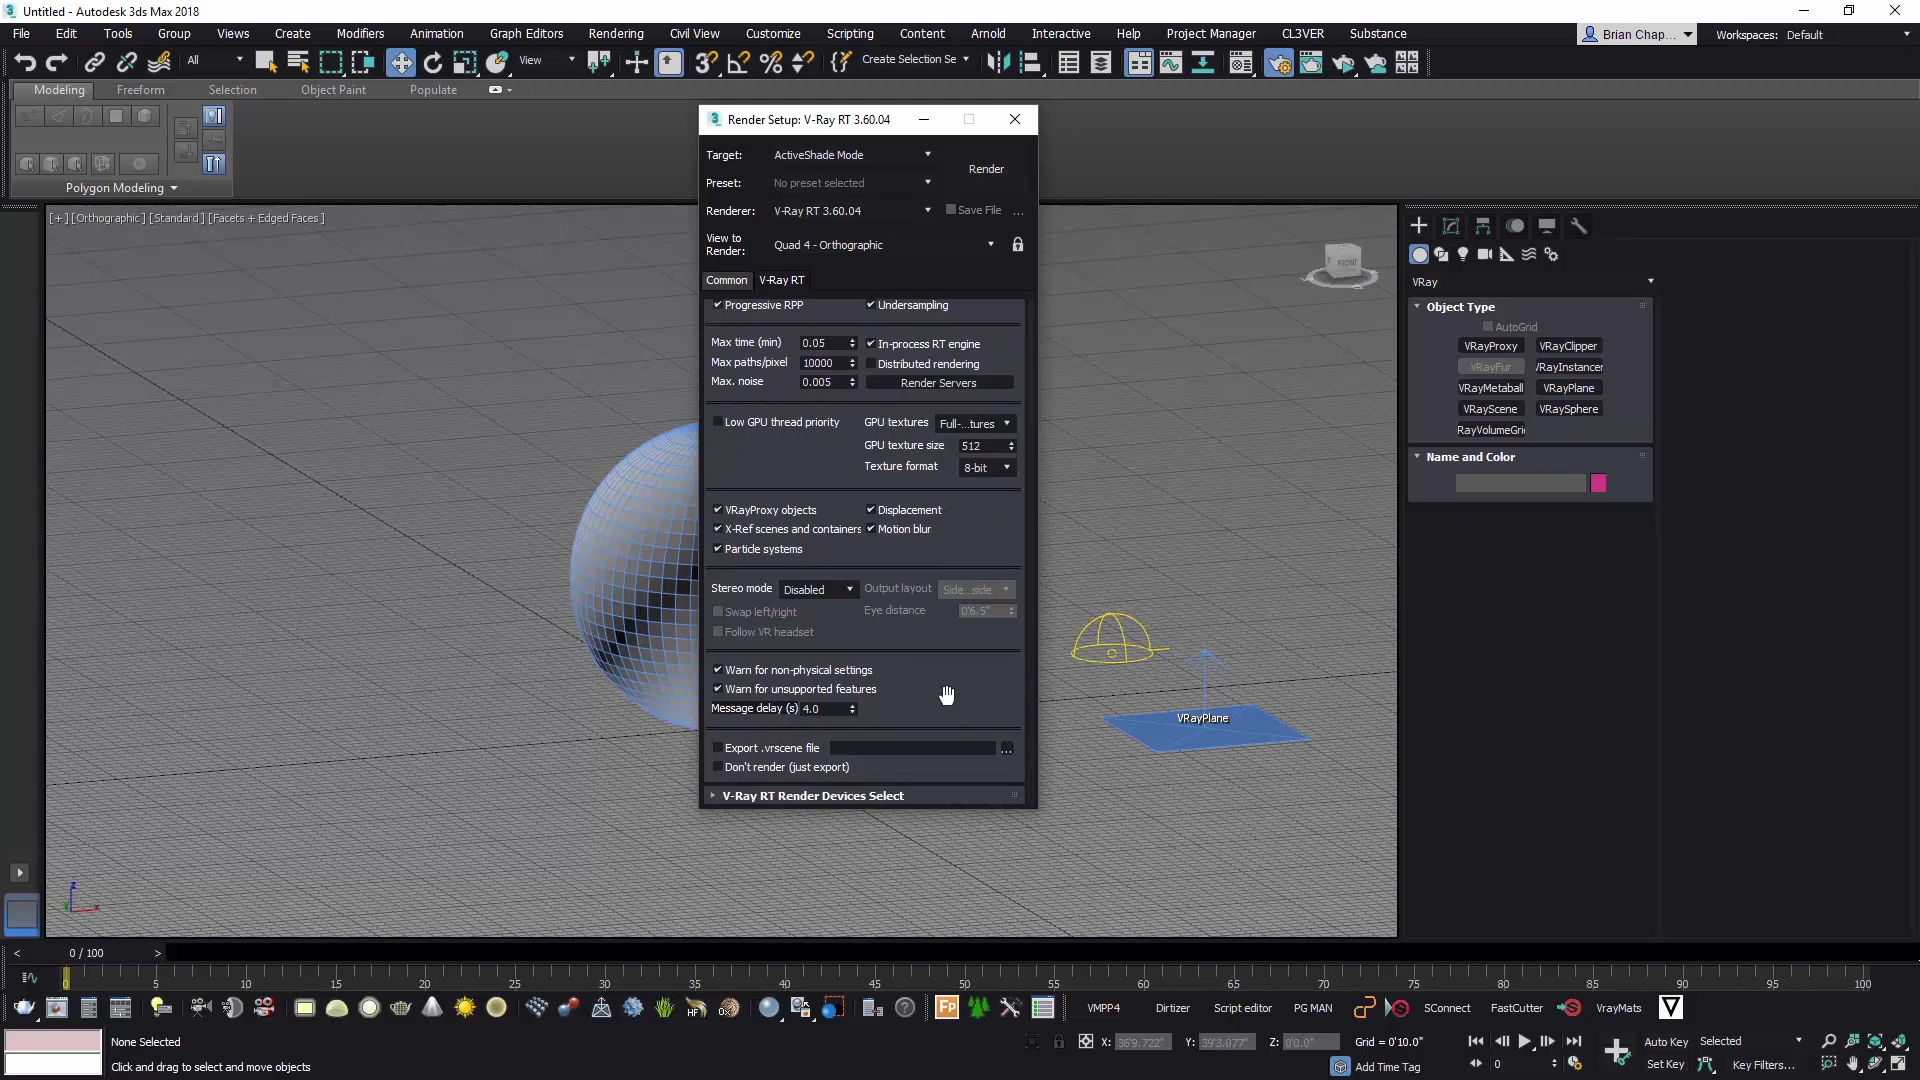 Untitled - Autodesk 3ds Max 2018
File Edit Tools Group Views Create Modifiers Animation Graph Editors Rendering Civil View Customize Scripting Content Arnold Interactive Help Project Manager CL3VER Substance
Brian Chap... Workspaces: Default
All View Create Selection Se
Modeling Freeform Selection Object Paint Populate
Polygon Modeling
[+] [Orthographic] [Standard] [Facets + Edged Faces]
Render Setup: V-Ray RT 3.60.04
Target: ActiveShade Mode
Render
Preset: No preset selected
Renderer: V-Ray RT 3.60.04 Save File ...
View to Render: Quad 4 - Orthographic
Common V-Ray RT
Progressive RPP Undersampling
Max time (min) 0.05 In-process RT engine
Max paths/pixel 10000 Distributed rendering
Max. noise 0.005 Render Servers
Low GPU thread priority GPU textures Full-...tures
GPU texture size 512
Texture format 8-bit
VRayProxy objects Displacement
X-Ref scenes and containers Motion blur
Particle systems
Stereo mode Disabled Output layout Side...side
Swap left/right Eye distance 0'6.5"
Follow VR headset
Warn for non-physical settings
Warn for unsupported features
Message delay (s) 4.0
Export .vrscene file ...
Don't render (just export)
V-Ray RT Render Devices Select
FRONT
VRayPlane
z
y x
VRay
Object Type
AutoGrid
VRayProxy VRayClipper
VRayFur VRayInstancer
VRayMetaball VRayPlane
VRayScene VRaySphere
RayVolumeGri
Name and Color
< 0 / 100 >
0 5 10 15 20 25 30 35 40 45 50 55 60 65 70 75 80 85 90 95 100
HF Fp VMPP4 Dirtizer Script editor PG MAN SConnect FastCutter VrayMats
None Selected X: 36'9.722" Y: 39'3.077" Z: 0'0.0" Grid = 0'10.0" Auto Key Selected
Click and drag to select and move objects Add Time Tag 0 Set Key Key Filters...